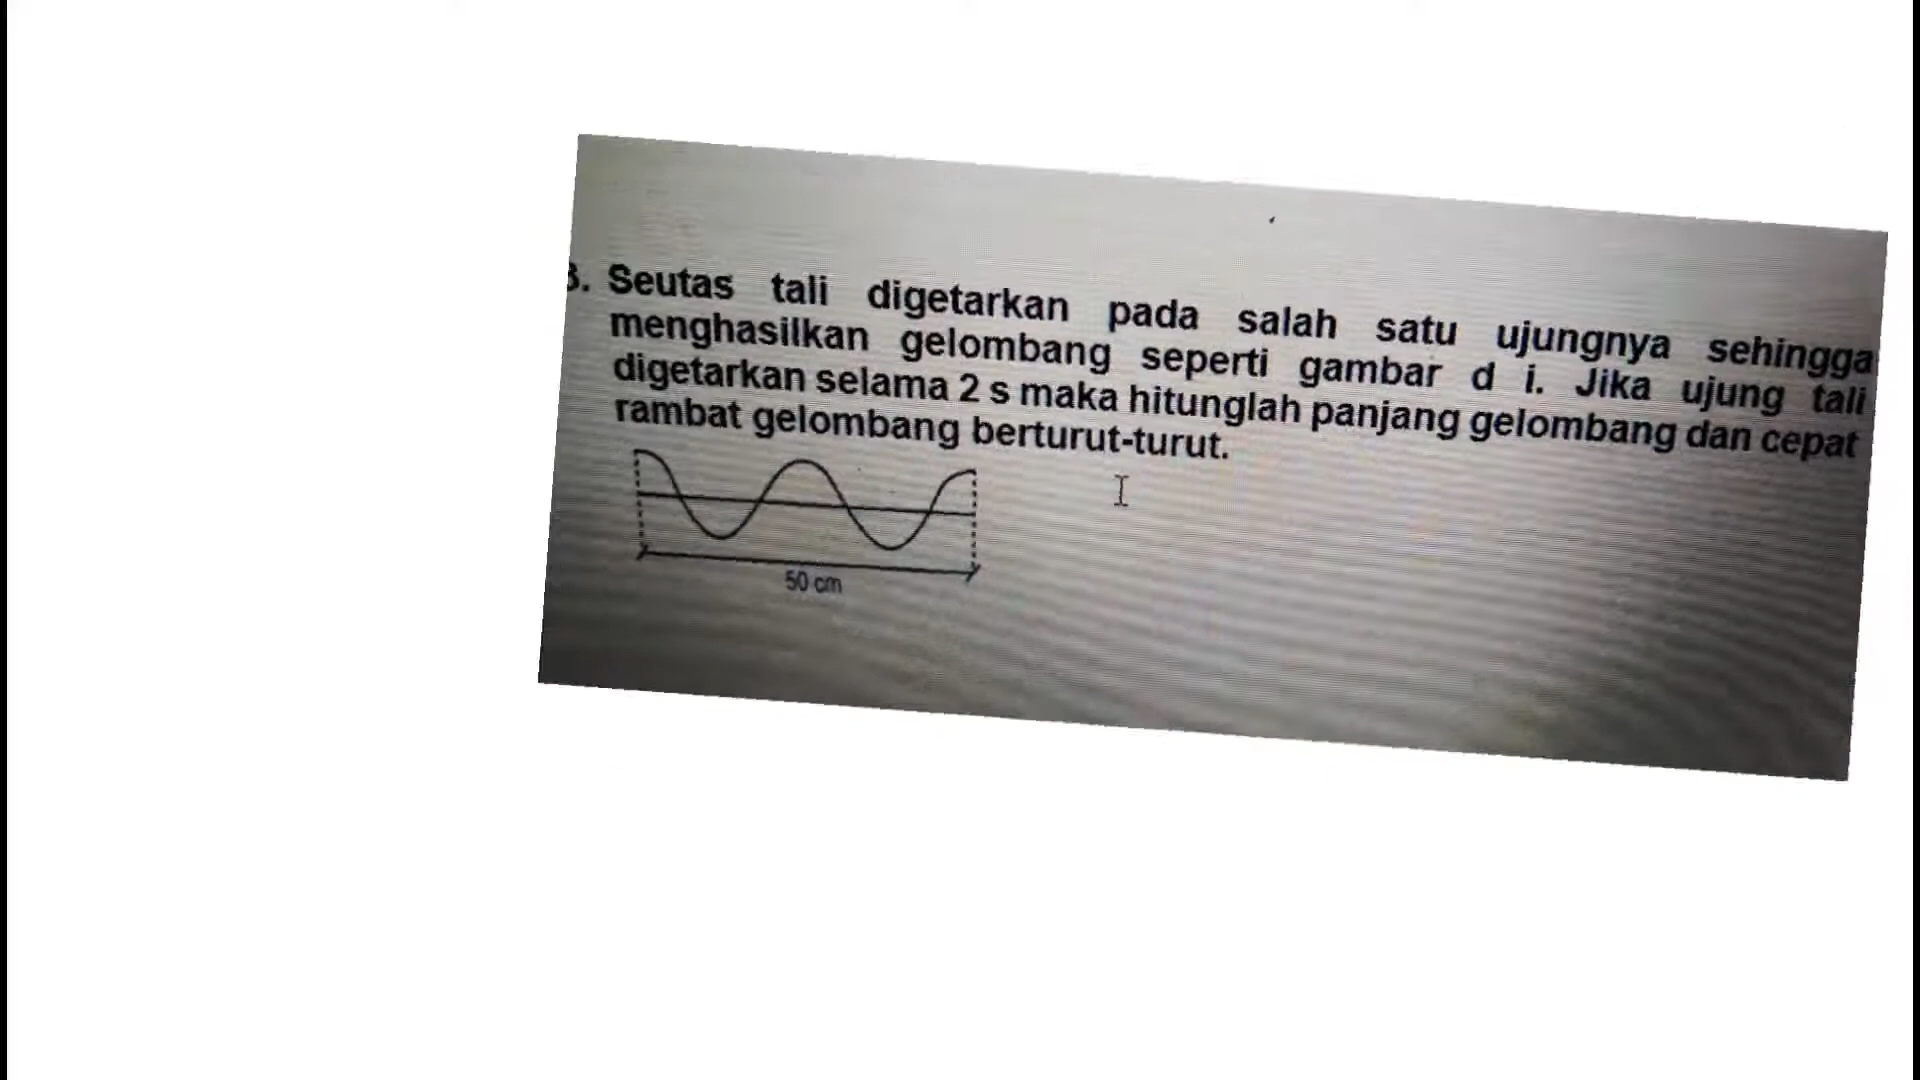 3. Seutas tali digetarkan pada salah satu ujungnya sehingga
menghasilkan gelombang seperti gambar d i. Jika ujung tali
digetarkan selama 2 s maka hitunglah panjang gelombang dan cepat
rambat gelombang berturut-turut.
50 cm